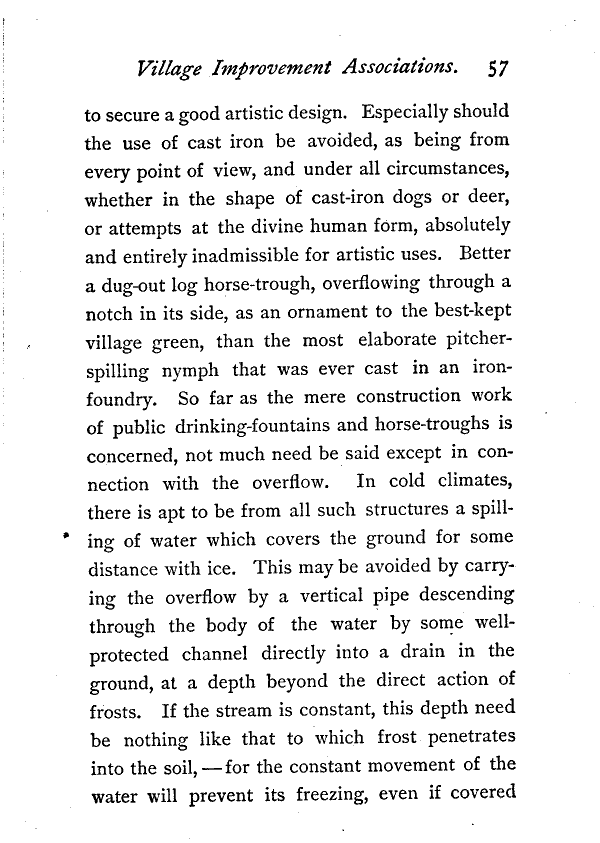 Village Improvement Associations. 57
to secure a good artistic design. Especially should
the use of cast iron be avoided, as being from
every point of view, and under all circumstances,
whether in the shape of cast-iron dogs or deer,
or attempts at the divine human form, absolutely
and entirely inadmissible for artistic uses. Better
a dug-out log horse-trough, overflowing through a
notch in its side, as an ornament to the best-kept
village green, than the most elaborate pitcher-
spilling nymph that was ever cast in an iron-
foundry. So far as the mere construction work
of public drinking-fountains and horse-troughs is
concerned, not much need be said except in con-
nection with the overflow. In cold climates,
there is apt to be from all such structures a spill-
ing of water which covers the ground for some
distance with ice. This may be avoided by carry-
ing the overflow by a vertical pipe descending
through the body of the water by some well-
protected channel directly into a drain in the
ground, at a depth beyond the direct action of
frosts. If the stream is constant, this depth need
be nothing like that to which frost penetrates
into the soil, — for the constant movement of the
water will prevent its freezing, even if covered